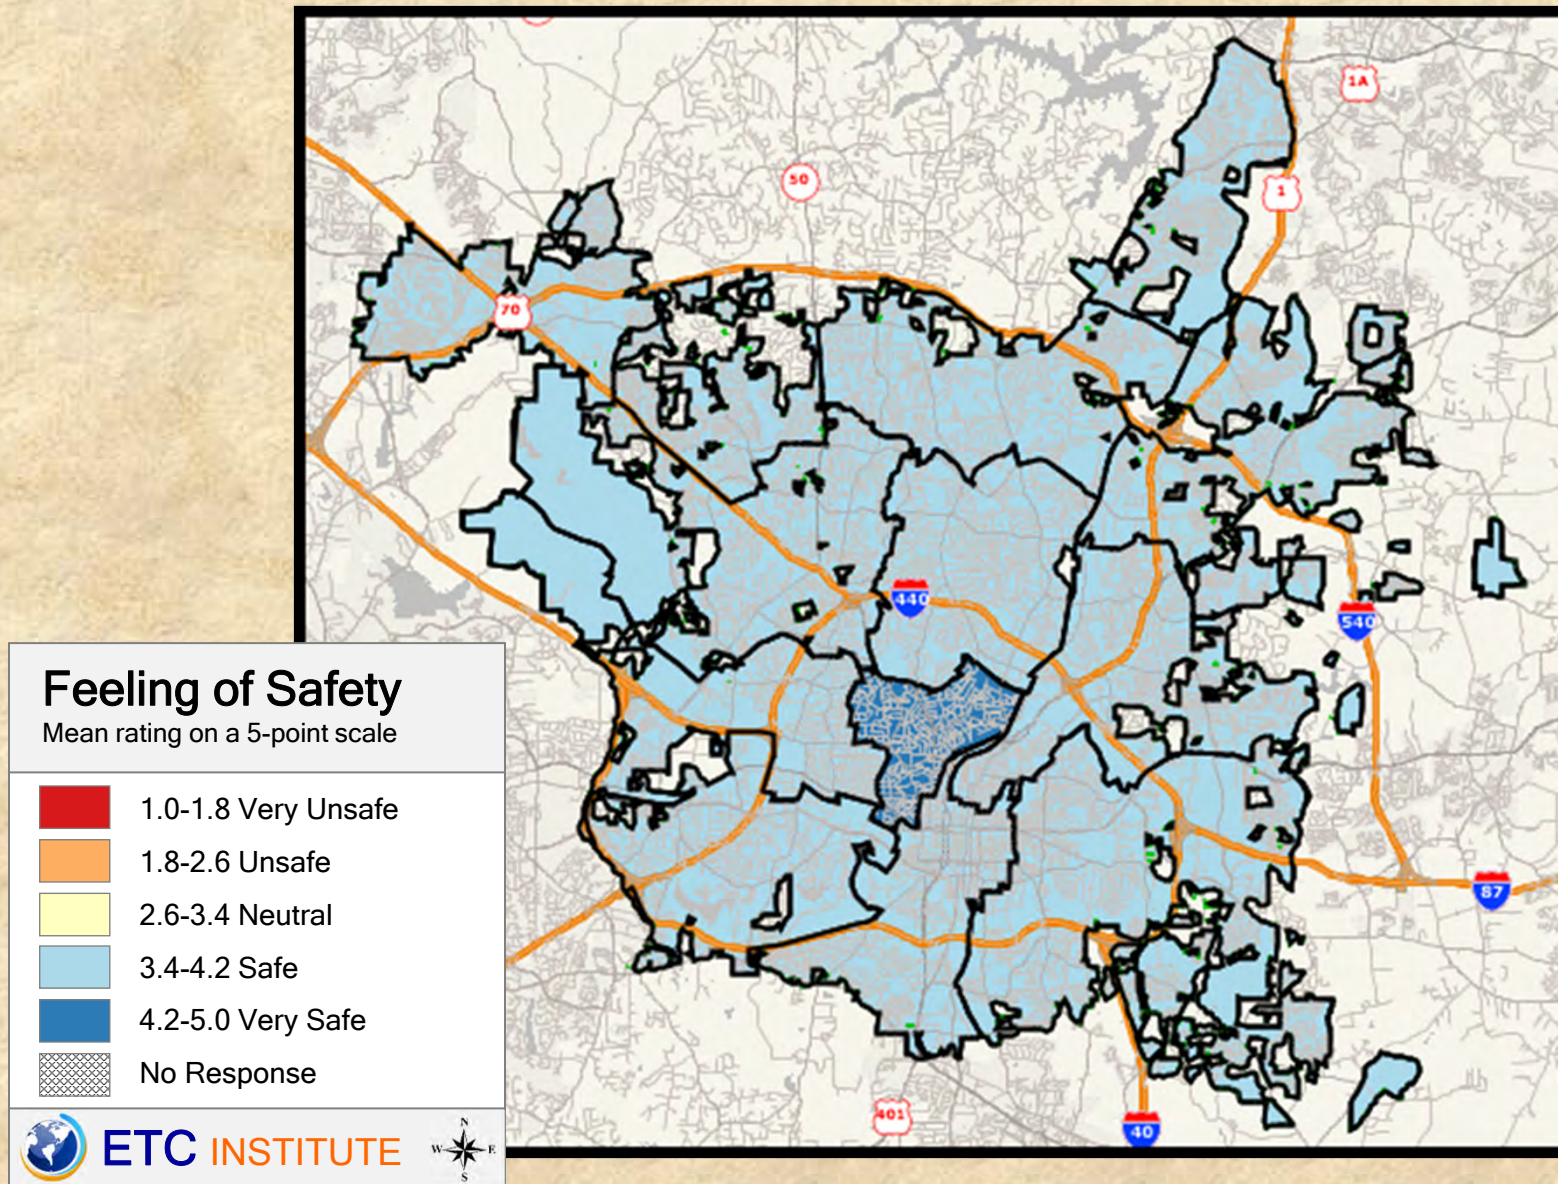 1A
50
1
70
440
540
87
401
40
Feeling of Safety
Mean rating on a 5-point scale
1.0-1.8 Very Unsafe
1.8-2.6 Unsafe
2.6-3.4 Neutral
3.4-4.2 Safe
4.2-5.0 Very Safe
No Response
ETC INSTITUTE
N
W E
S